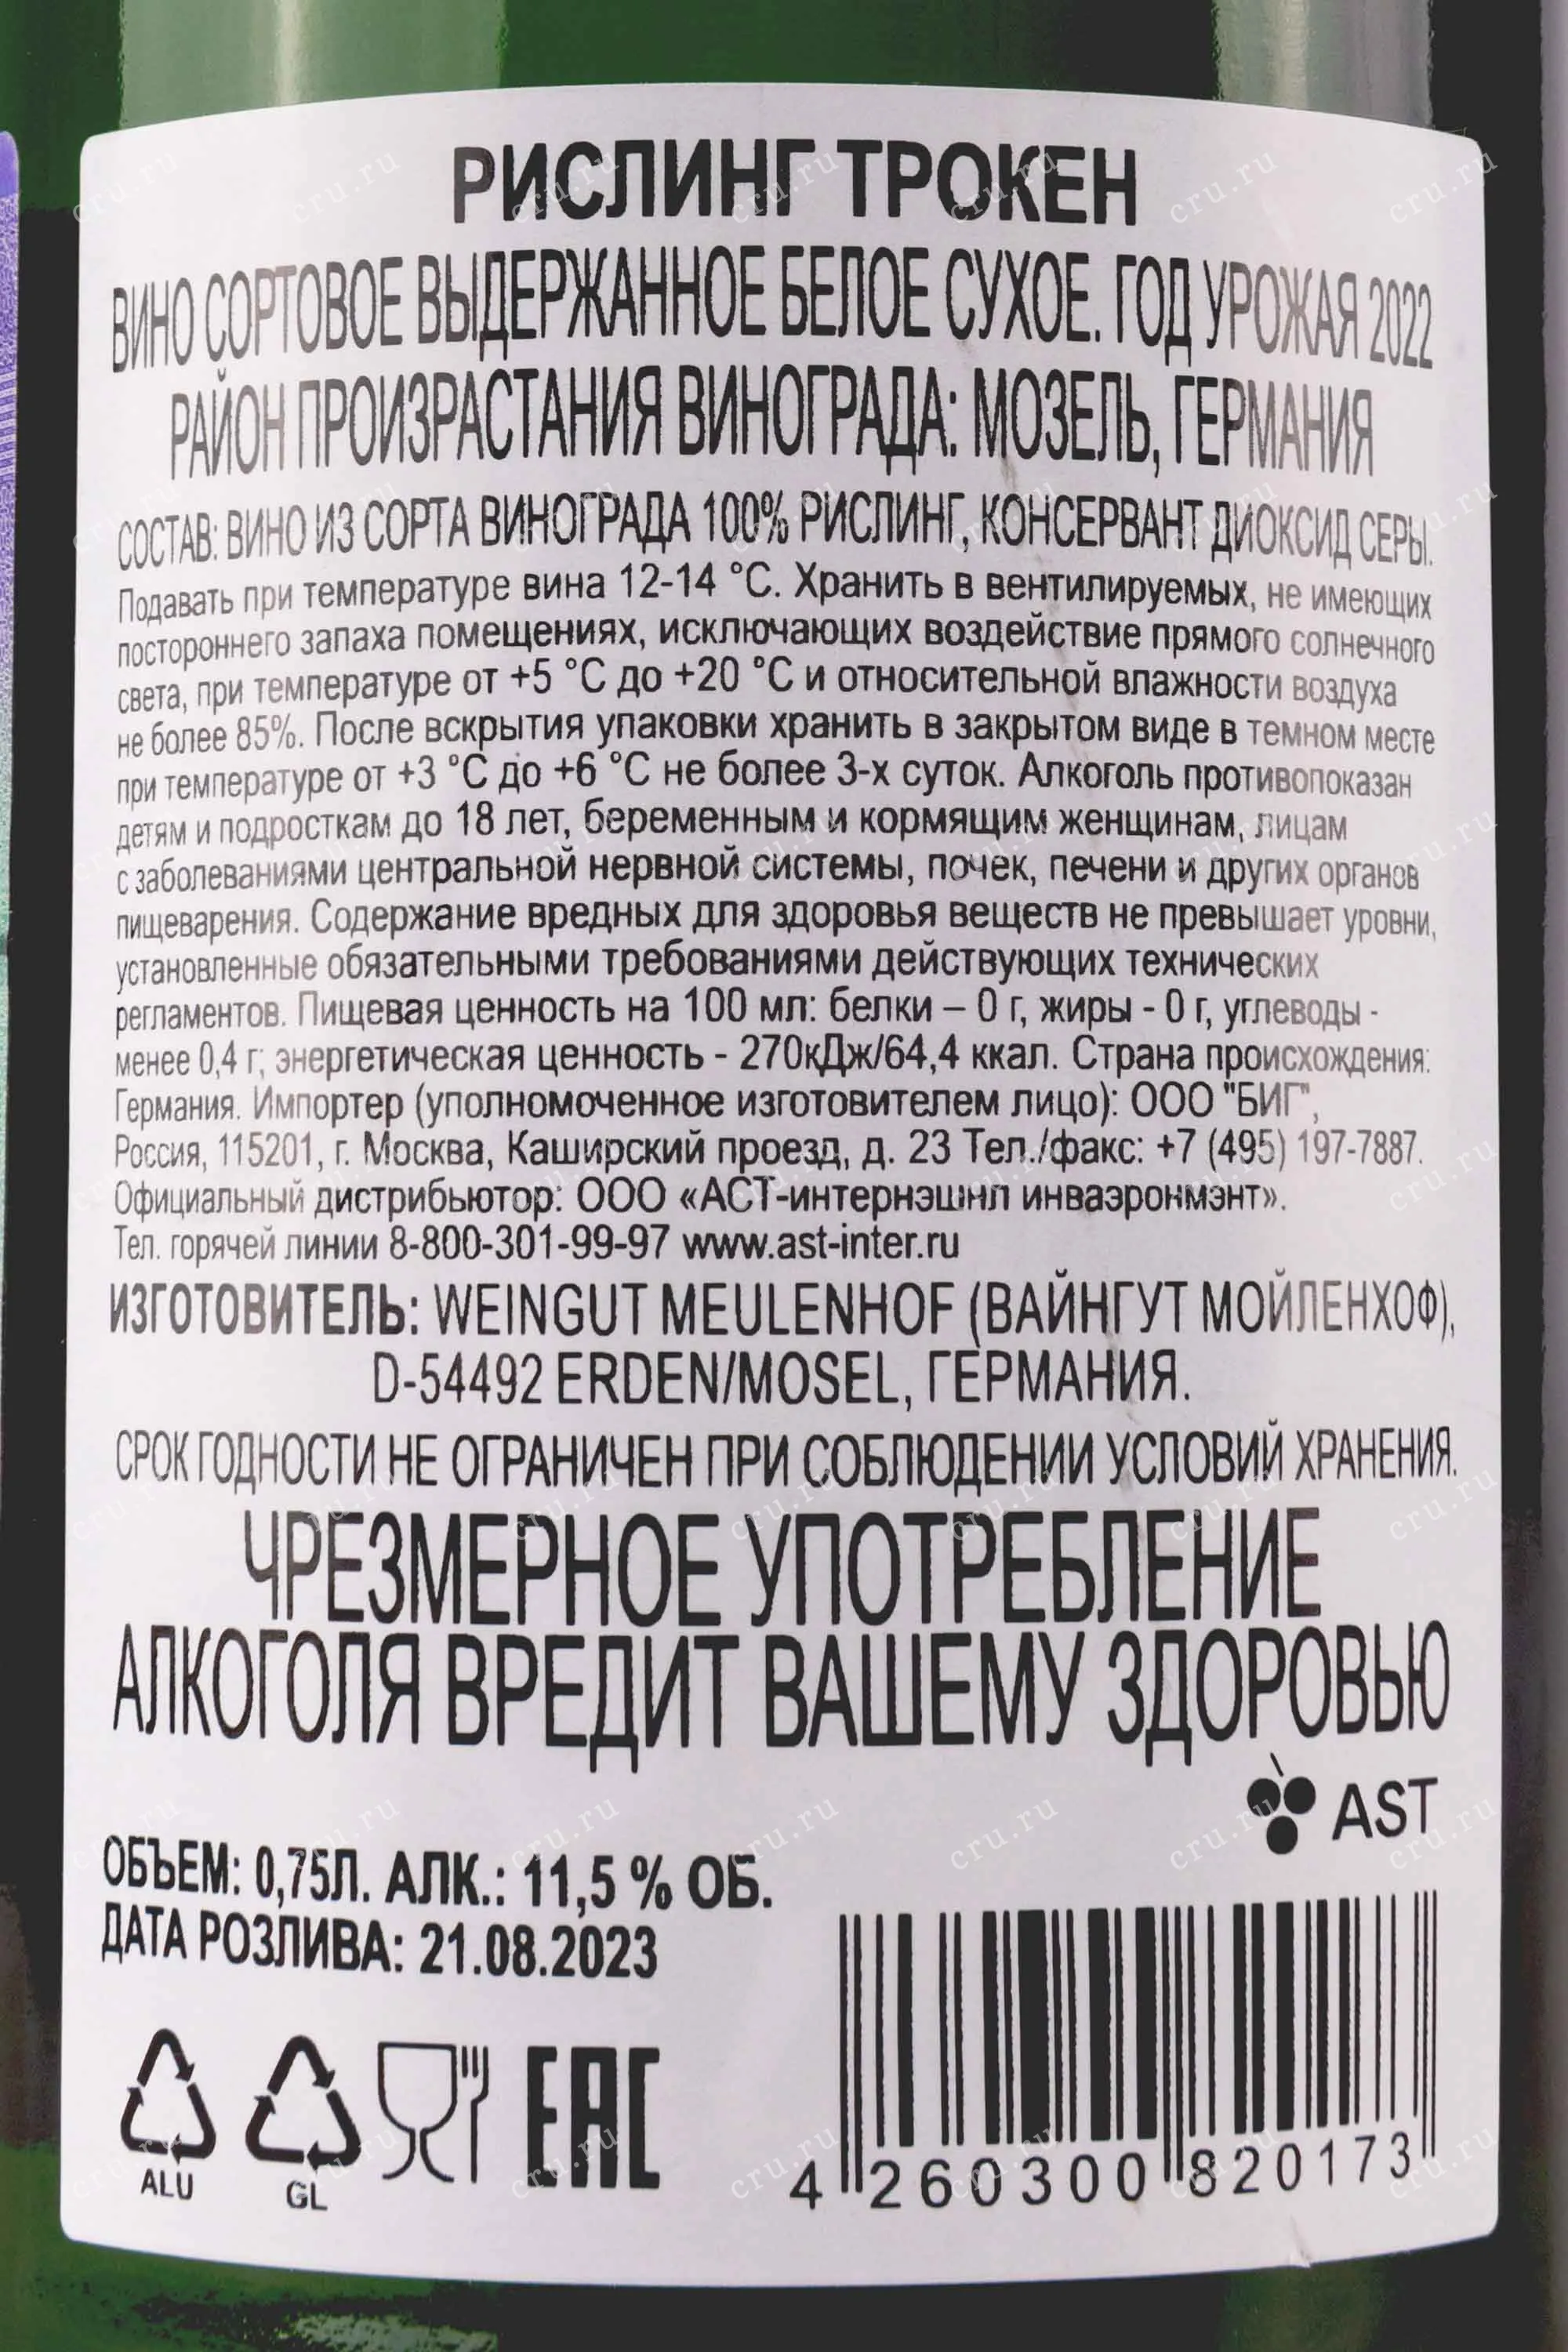 РИСЛИНГ ТРОКЕН
ВИНО СОРТОВОЕ ВЫДЕРЖАННОЕ БЕЛОЕ СУХОЕ. ГОД УРОЖАЯ 2022
РАЙОН ПРОИЗРАСТАНИЯ ВИНОГРАДА: МОЗЕЛЬ, ГЕРМАНИЯ
СОСТАВ: ВИНО ИЗ СОРТА ВИНОГРАДА 100% РИСЛИНГ, КОНСЕРВАНТ ДИОКСИД СЕРЫ.
Подавать при температуре вина 12-14 °С. Хранить в вентилируемых, не имеющих
постороннего запаха помещениях, исключающих воздействие прямого солнечного
света, при температуре от +5 °С до +20 °С и относительной влажности воздуха
не более 85%. После вскрытия упаковки хранить в закрытом виде в темном месте
при температуре от +3 °С до +6 °С не более 3-х суток. Алкоголь противопоказан
детям и подросткам до 18 лет, беременным и кормящим женщинам, лицам
с заболеваниями центральной нервной системы, почек, печени и других органов
пищеварения. Содержание вредных для здоровья веществ не превышает уровни,
установленные обязательными требованиями действующих технических
регламентов. Пищевая ценность на 100 мл: белки – 0 г, жиры - 0 г, углеводы -
менее 0,4 г; энергетическая ценность - 270кДж/64,4 ккал. Страна происхождения:
Германия. Импортер (уполномоченное изготовителем лицо): ООО "БИГ",
Россия, 115201, г. Москва, Каширский проезд, д. 23 Тел./факс: +7 (495) 197-7887.
Официальный дистрибьютор: ООО «АСТ-интернэшнл инваэронмэнт».
Тел. горячей линии 8-800-301-99-97 www.ast-inter.ru
ИЗГОТОВИТЕЛЬ: WEINGUT MEULENHOF (ВАЙНГУТ МОЙЛЕНХОФ),
D-54492 ERDEN/MOSEL, ГЕРМАНИЯ.
СРОК ГОДНОСТИ НЕ ОГРАНИЧЕН ПРИ СОБЛЮДЕНИИ УСЛОВИЙ ХРАНЕНИЯ.
ЧРЕЗМЕРНОЕ УПОТРЕБЛЕНИЕ
АЛКОГОЛЯ ВРЕДИТ ВАШЕМУ ЗДОРОВЬЮ
AST
ОБЪЕМ: 0,75Л. АЛК.: 11,5 % ОБ.
ДАТА РОЗЛИВА: 21.08.2023
ALU
GL
EAC
4 260300 820173
cru.ru